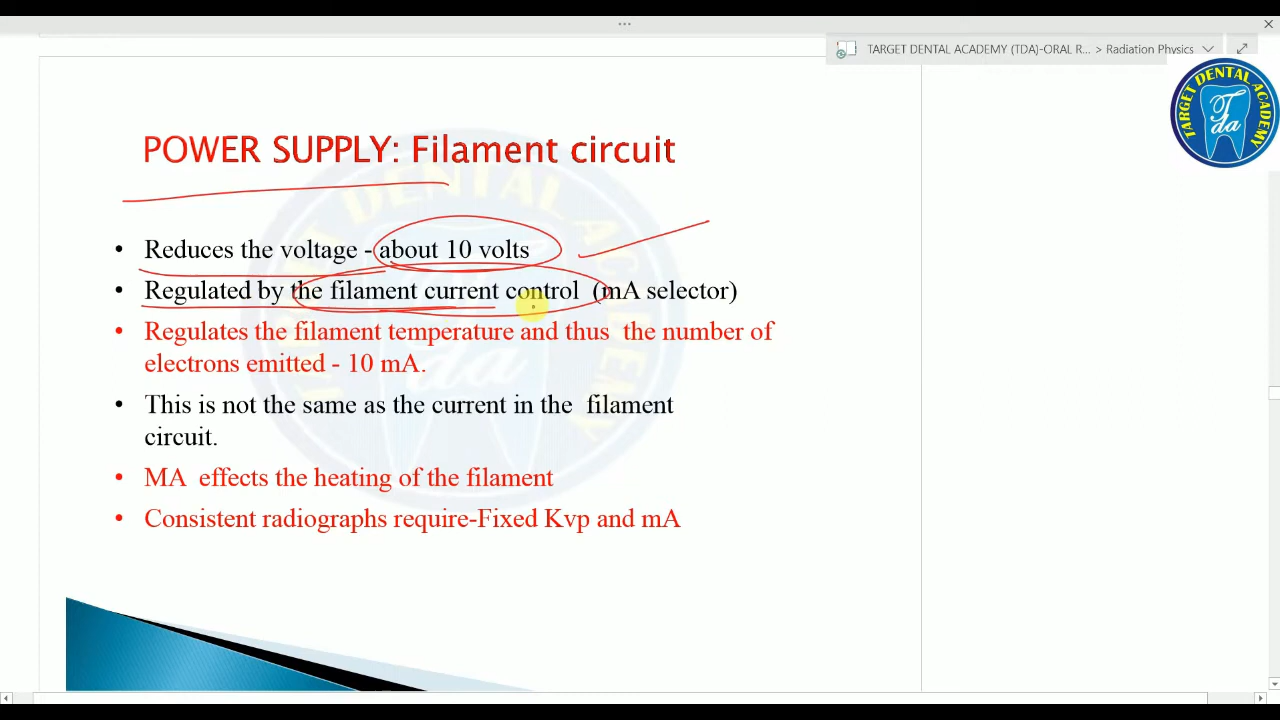 TARGET DENTAL ACADEMY (TDA)-ORAL R... > Radiation Physics
TARGET DENTAL ACADEMY
Tda
POWER SUPPLY: Filament circuit
• Reduces the voltage - about 10 volts
• Regulated by the filament current control (mA selector)
• Regulates the filament temperature and thus the number of
electrons emitted - 10 mA.
• This is not the same as the current in the filament
circuit.
• MA effects the heating of the filament
• Consistent radiographs require-Fixed Kvp and mA